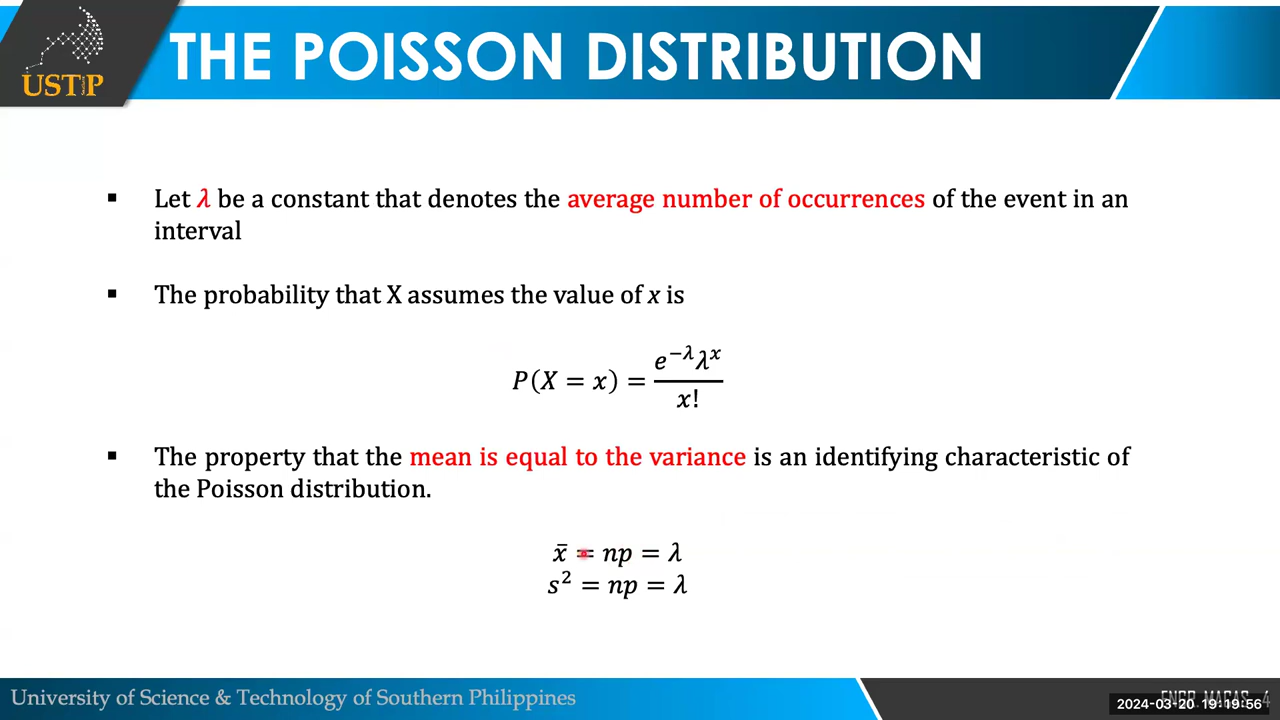 THE POISSON DISTRIBUTION
USTP
▪ Let λ be a constant that denotes the average number of occurrences of the event in an
interval
▪ The probability that X assumes the value of x is
P(X = x) = e^{−λ}λ^x / x!
▪ The property that the mean is equal to the variance is an identifying characteristic of
the Poisson distribution.
x̄ = np = λ
s² = np = λ
University of Science & Technology of Southern Philippines
4
2024-03-20 19:19:56